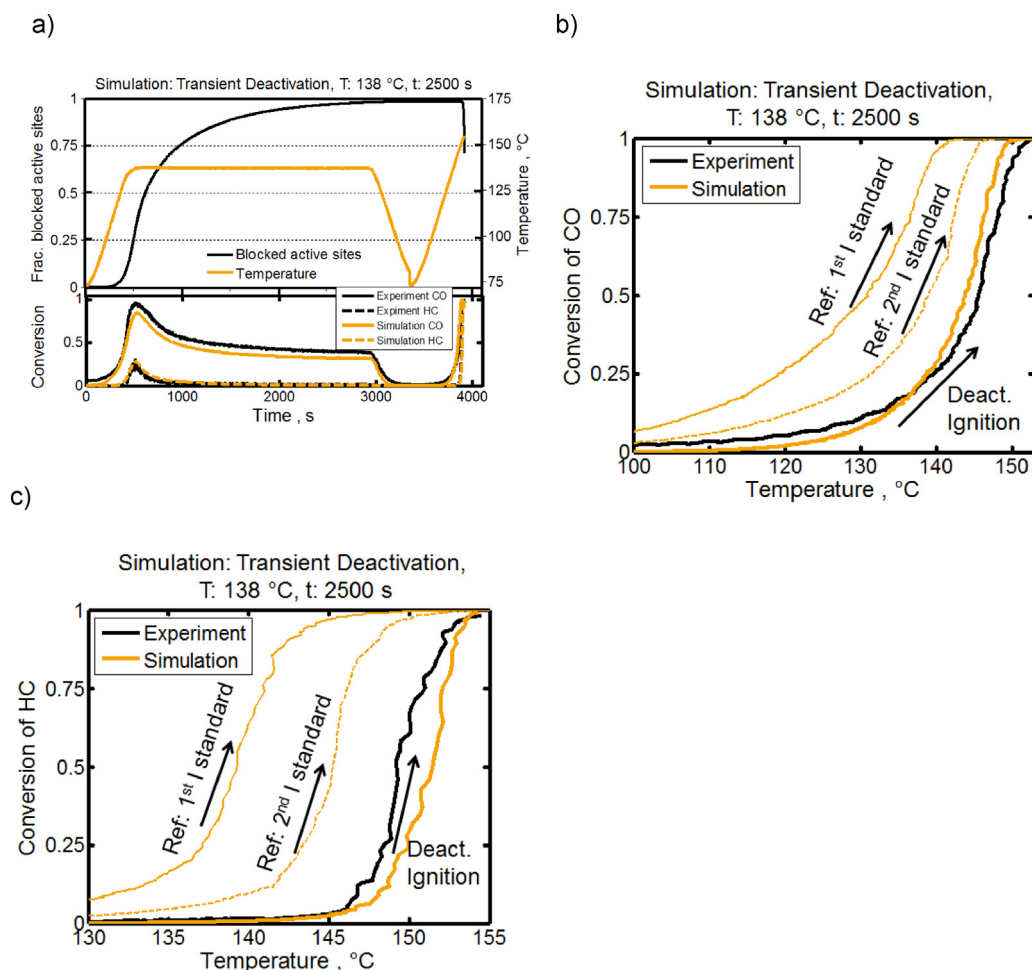 a)
Simulation: Transient Deactivation, T: 138 °C, t: 2500 s
Frac. blocked active sites
1
0.75
0.5
0.25
0
175
150
125
100
75
Temperature , °C
Blocked active sites
Temperature
Conversion
1
0.5
0
Experiment CO
Expiment HC
Simulation CO
Simulation HC
0 1000 2000 3000 4000
Time , s
b)
Simulation: Transient Deactivation,
T: 138 °C, t: 2500 s
Conversion of CO
1
0.75
0.5
0.25
0
Experiment
Simulation
Ref: 1st I standard
Ref: 2nd I standard
Deact.
Ignition
100 110 120 130 140 150
Temperature , °C
c)
Simulation: Transient Deactivation,
T: 138 °C, t: 2500 s
Conversion of HC
1
0.75
0.5
0.25
0
Experiment
Simulation
Ref: 1st I standard
Ref: 2nd I standard
Deact.
Ignition
130 135 140 145 150 155
Temperature , °C